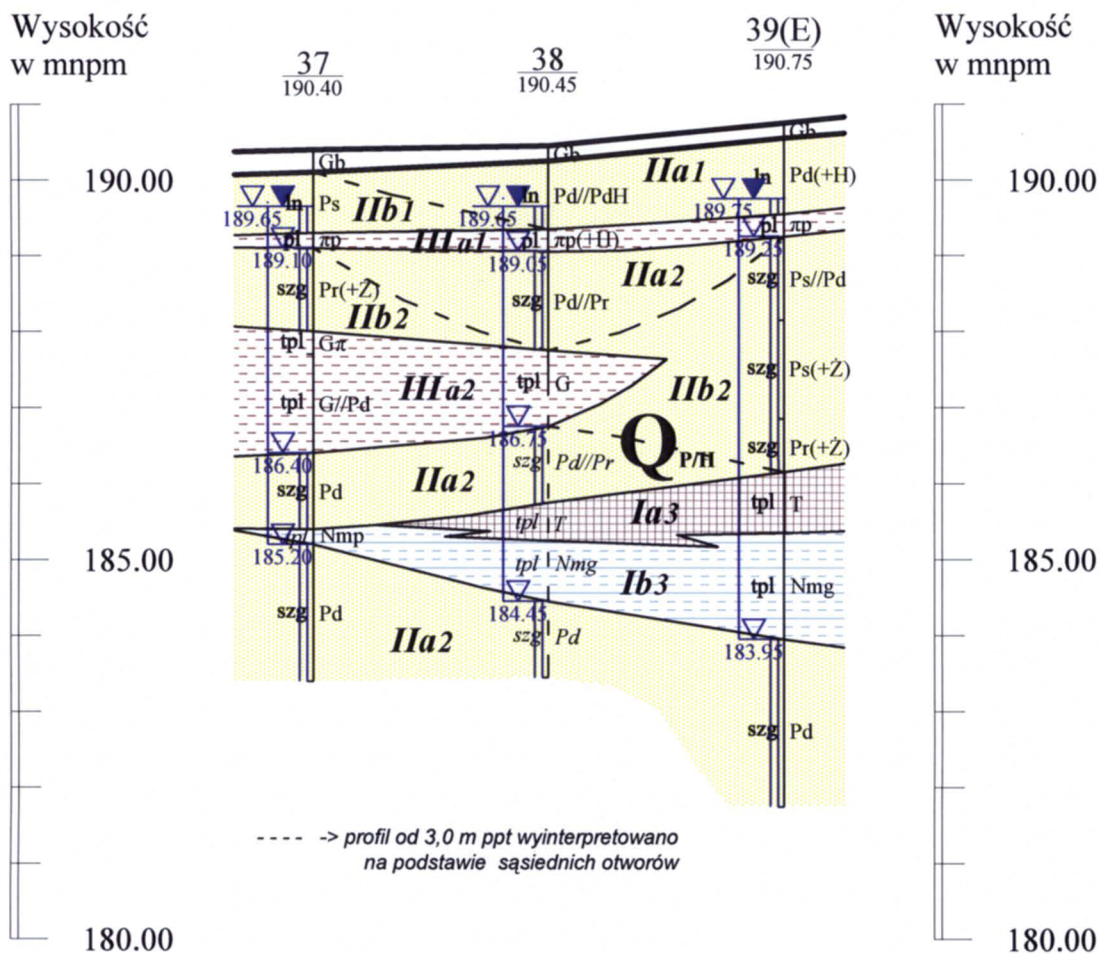 Wysokość
w mnpm
37
190.40
38
190.45
39(E)
190.75
Wysokość
w mnpm
Gb
Gb
Gb
190.00
190.00
ln Ps
IIb1
ln Pd//PdH
IIa1
ln Pd(+H)
189.65
189.65
189.75
pl πp
IIIa1
pl
pl πp
189.10
189.05
189.25
szg Pr(+Ż)
IIb2
szg Pd//Pr
IIa2
szg Ps//Pd
tpl Gπ
tpl G//Pd
IIIa2
tpl G
IIb2
szg Ps(+Ż)
186.40
186.75
QP/H
szg Pr(+Ż)
szg Pd
IIa2
szg Pd//Pr
tpl T
Ia3
tpl T
tpl Nmp
185.20
185.00
185.00
tpl Nmg
Ib3
tpl Nmg
184.45
183.95
szg Pd
IIa2
szg Pd
szg Pd
----> profil od 3,0 m ppt wyinterpretowano
na podstawie sąsiednich otworów
180.00
180.00